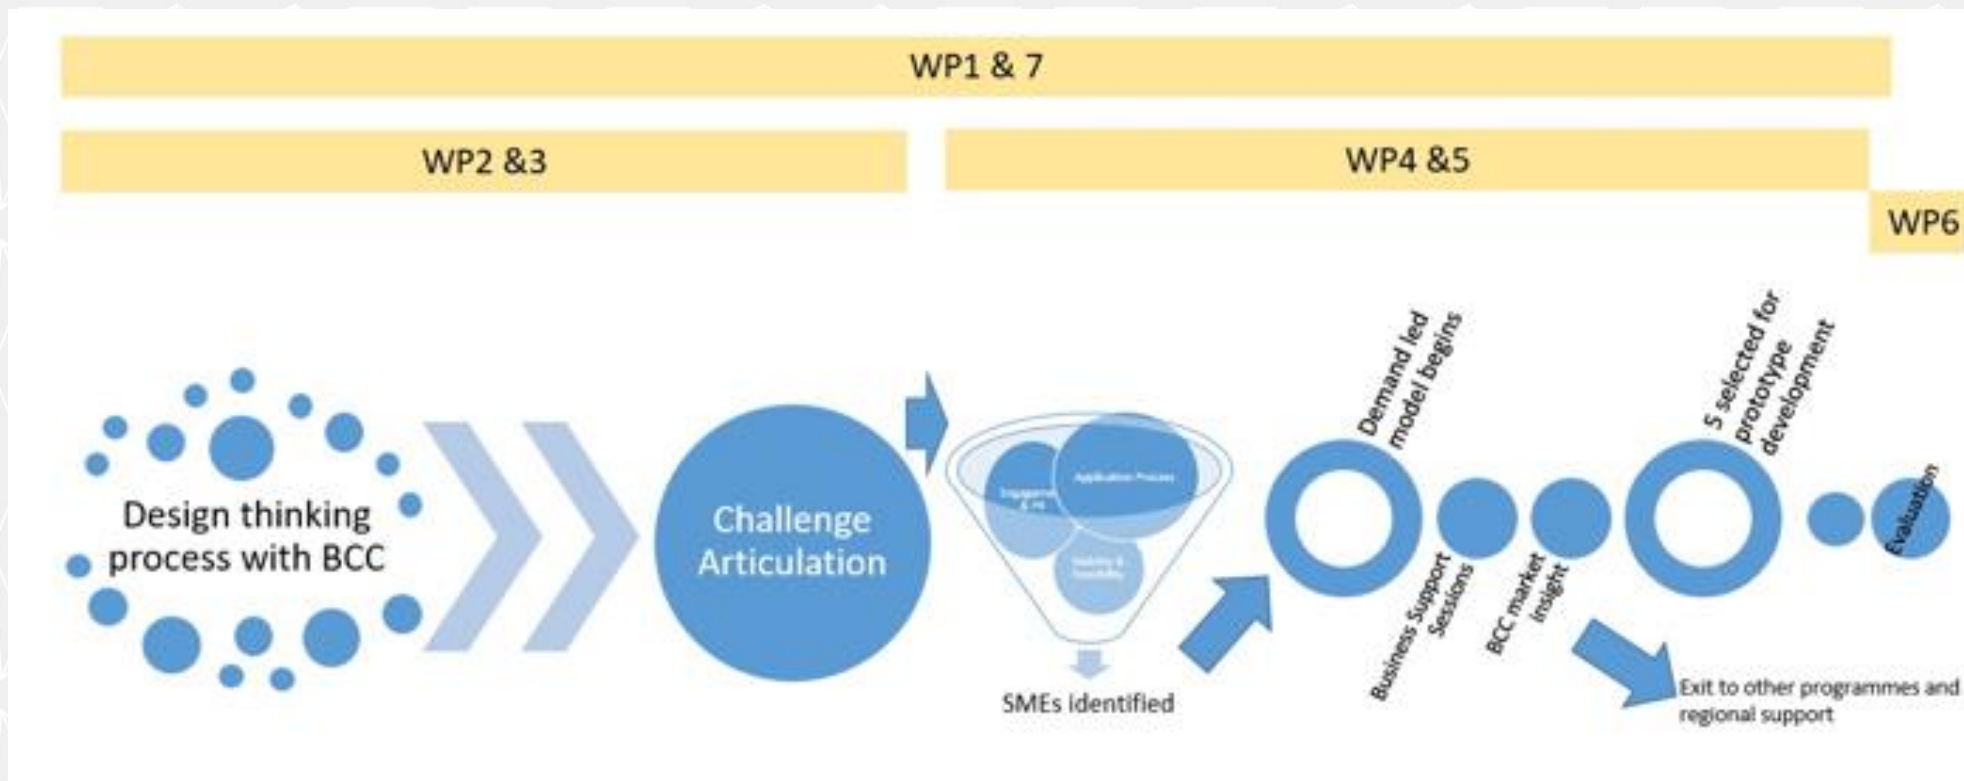 WP1 & 7
WP2 &3
WP4 &5
WP6
Design thinking
process with BCC
Challenge
Articulation
Application Process
SMEs identified
Demand led
model begins
Business Support
Sessions
BCC market
insight
5 selected for
prototype
development
Evaluation
Exit to other programmes and
regional support